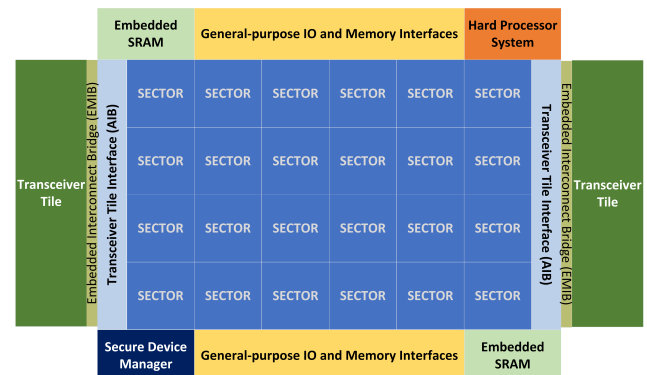 Embedded
SRAM
General-purpose IO and Memory Interfaces
Hard Processor
System
Transceiver
Tile
Embedded Interconnect Bridge (EMIB)
Transceiver Tile Interface (AIB)
SECTOR SECTOR SECTOR SECTOR SECTOR SECTOR
SECTOR SECTOR SECTOR SECTOR SECTOR SECTOR
SECTOR SECTOR SECTOR SECTOR SECTOR SECTOR
SECTOR SECTOR SECTOR SECTOR SECTOR SECTOR
Transceiver Tile Interface (AIB)
Embedded Interconnect Bridge (EMIB)
Transceiver
Tile
Secure Device
Manager
General-purpose IO and Memory Interfaces
Embedded
SRAM